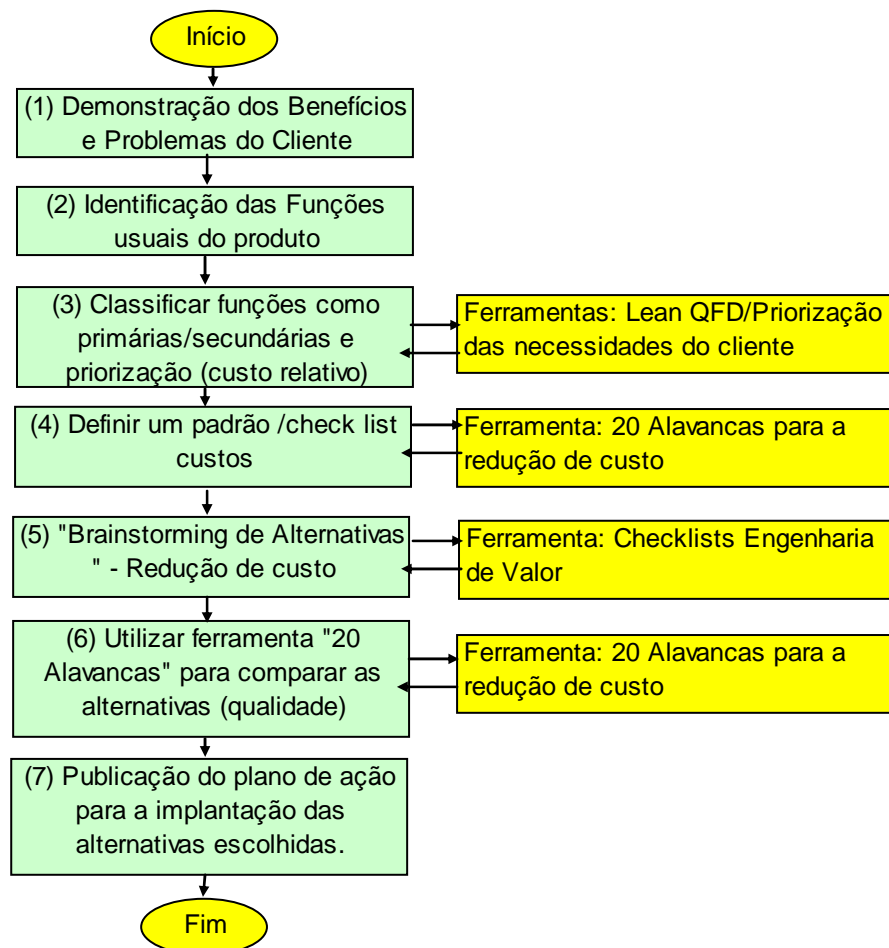 Início
(1) Demonstração dos Benefícios
e Problemas do Cliente
(2) Identificação das Funções
usuais do produto
(3) Classificar funções como
primárias/secundárias e
priorização (custo relativo)
Ferramentas: Lean QFD/Priorização
das necessidades do cliente
(4) Definir um padrão /check list
custos
Ferramenta: 20 Alavancas para a
redução de custo
(5) "Brainstorming de Alternativas
" - Redução de custo
Ferramenta: Checklists Engenharia
de Valor
(6) Utilizar ferramenta "20
Alavancas" para comparar as
alternativas (qualidade)
Ferramenta: 20 Alavancas para a
redução de custo
(7) Publicação do plano de ação
para a implantação das
alternativas escolhidas.
Fim